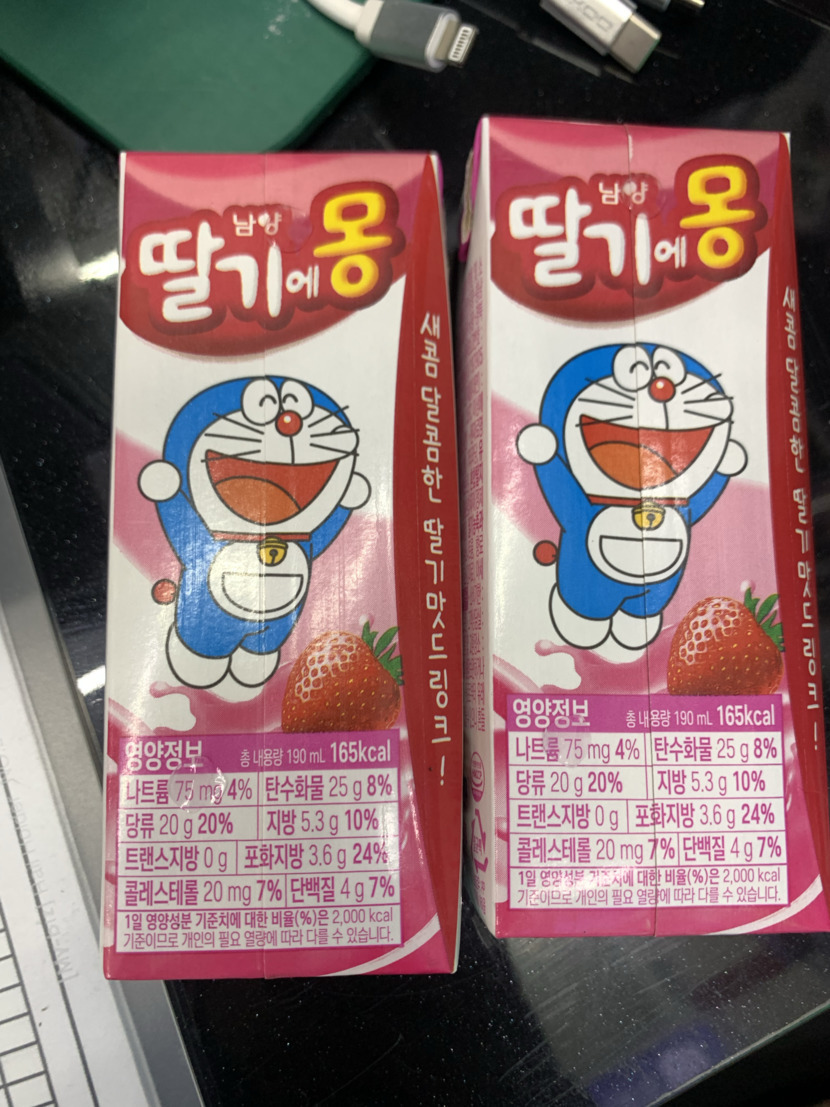 남양
딸기에몽
새콤 달콤한 딸기맛드링크!
영양정보 총 내용량 190 mL 165kcal
나트륨 75 mg 4% 탄수화물 25 g 8%
당류 20 g 20% 지방 5.3 g 10%
트랜스지방 0 g 포화지방 3.6 g 24%
콜레스테롤 20 mg 7% 단백질 4 g 7%
1일 영양성분 기준치에 대한 비율(%)은 2,000 kcal
기준이므로 개인의 필요 열량에 따라 다를 수 있습니다.
남양
딸기에몽
새콤 달콤한 딸기맛드링크!
영양정보 총 내용량 190 mL 165kcal
나트륨 75 mg 4% 탄수화물 25 g 8%
당류 20 g 20% 지방 5.3 g 10%
트랜스지방 0 g 포화지방 3.6 g 24%
콜레스테롤 20 mg 7% 단백질 4 g 7%
1일 영양성분 기준치에 대한 비율(%)은 2,000 kcal
기준이므로 개인의 필요 열량에 따라 다를 수 있습니다.